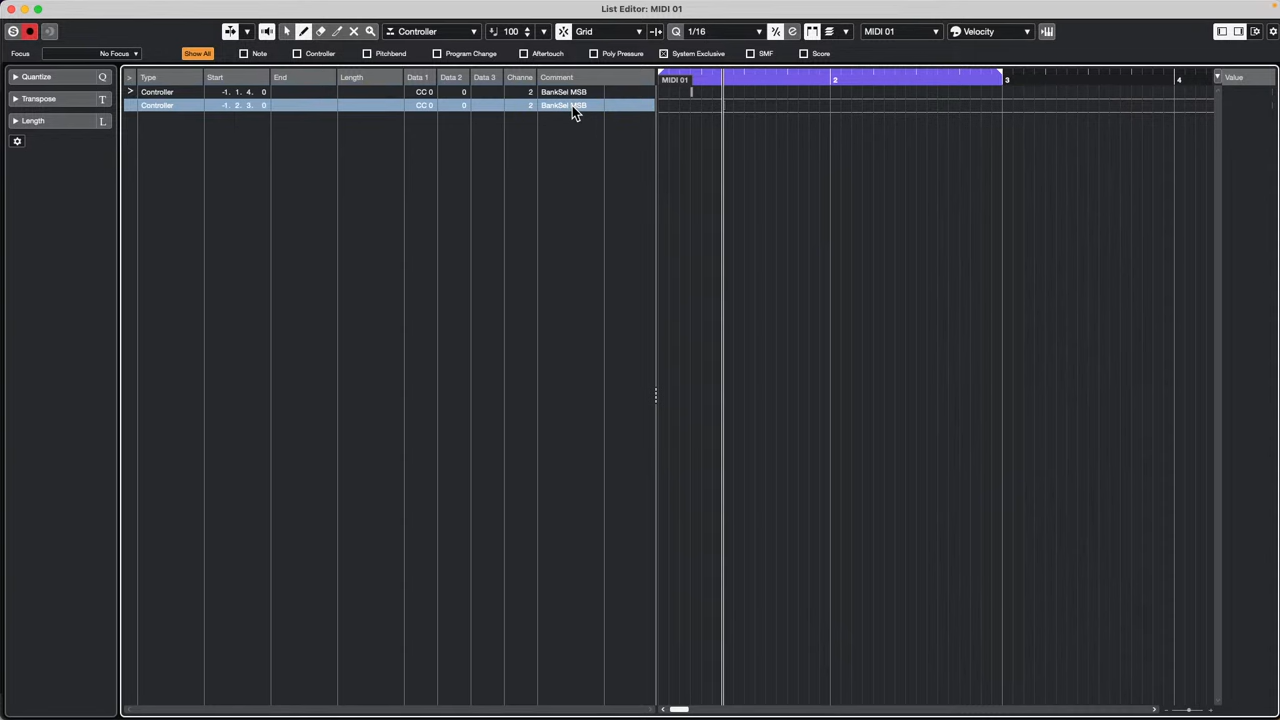 List Editor: MIDI 01
S Controller 100 Grid Q 1/16 MIDI 01 Velocity
Focus No Focus Show All Note Controller Pitchbend Program Change Aftertouch Poly Pressure System Exclusive SMF Score
Quantize Q
Transpose T
Length L
Type Start End Length Data 1 Data 2 Data 3 Channe Comment
> Controller -1. 1. 4. 0 CC 0 0 2 BankSel MSB
Controller -1. 2. 3. 0 CC 0 0 2 BankSel MSB
MIDI 01 2 3 4
Value